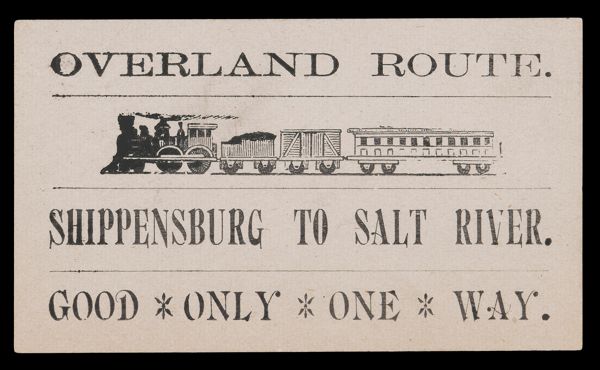 OVERLAND ROUTE.
SHIPPENSBURG TO SALT RIVER.
GOOD * ONLY * ONE * WAY.